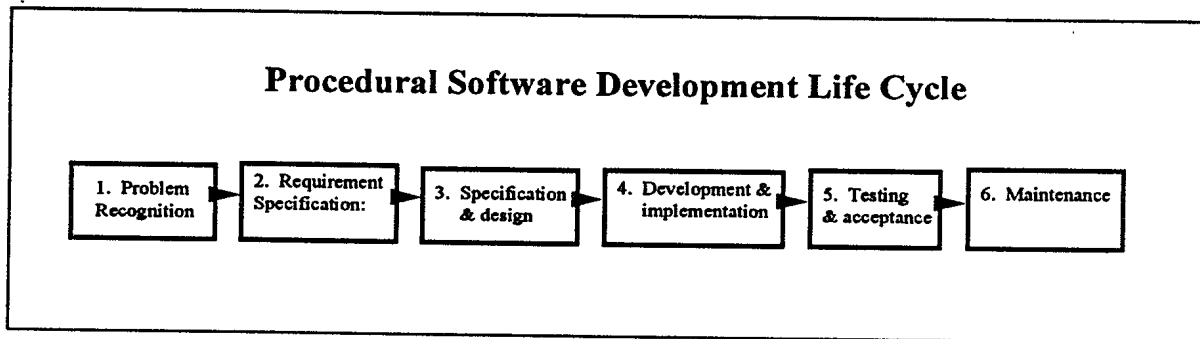 Procedural Software Development Life Cycle
1. Problem
Recognition
2. Requirement
Specification:
3. Specification
& design
4. Development &
implementation
5. Testing
& acceptance
6. Maintenance